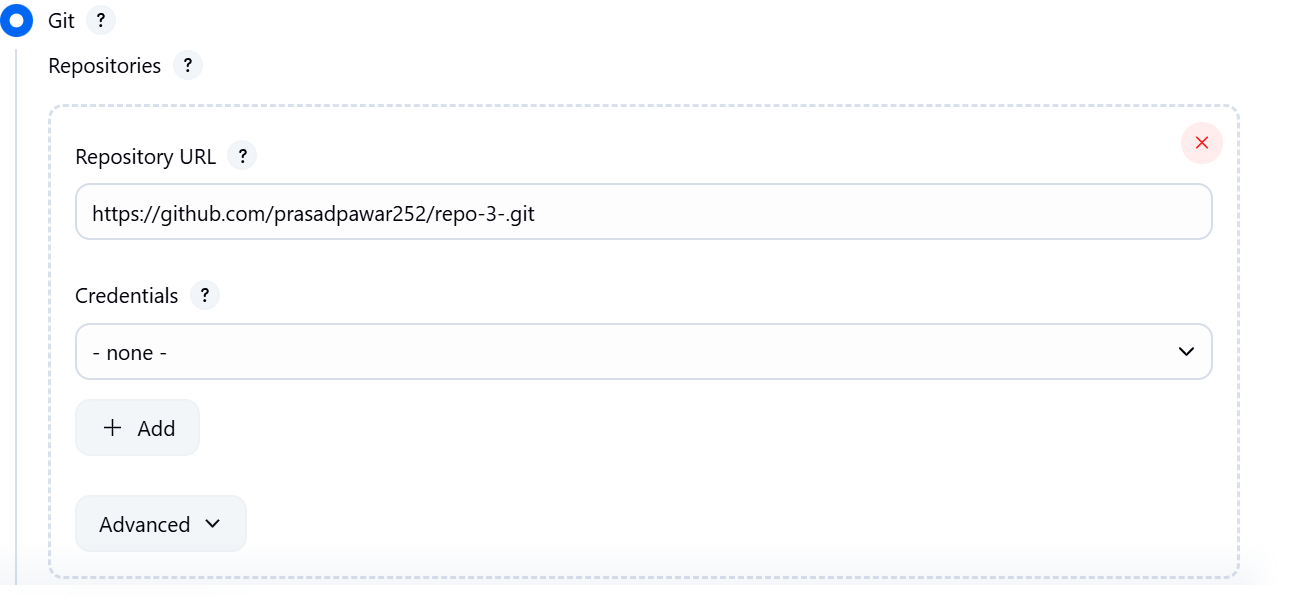 Git ?
Repositories ?
Repository URL ?
https://github.com/prasadpawar252/repo-3-.git
Credentials ?
- none -
+ Add
Advanced